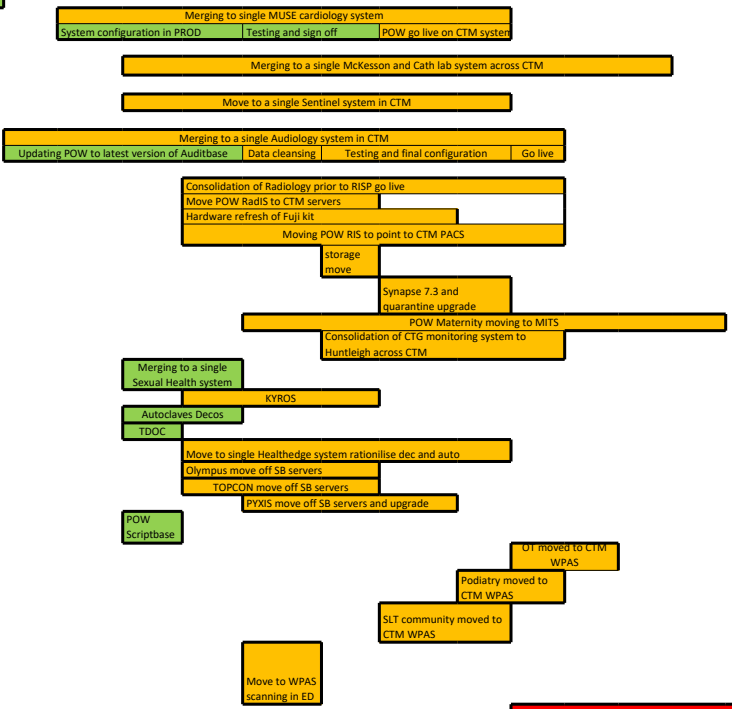 Merging to single MUSE cardiology system
System configuration in PROD
Testing and sign off
POW go live on CTM system
Merging to a single McKesson and Cath lab system across CTM
Move to a single Sentinel system in CTM
Merging to a single Audiology system in CTM
Updating POW to latest version of Auditbase
Data cleansing
Testing and final configuration
Go live
Consolidation of Radiology prior to RISP go live
Move POW RadIS to CTM servers
Hardware refresh of Fuji kit
Moving POW RIS to point to CTM PACS
storage
move
Synapse 7.3 and
quarantine upgrade
POW Maternity moving to MITS
Consolidation of CTG monitoring system to
Huntleigh across CTM
Merging to a single
Sexual Health system
KYROS
Autoclaves Decos
TDOC
Move to single Healthedge system rationilise dec and auto
Olympus move off SB servers
TOPCON move off SB servers
PYXIS move off SB servers and upgrade
POW
Scriptbase
OT moved to CTM
WPAS
Podiatry moved to
CTM WPAS
SLT community moved to
CTM WPAS
Move to WPAS
scanning in ED